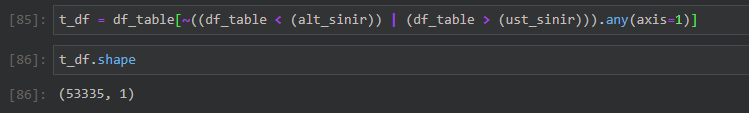 [85]: t_df = df_table[~((df_table < (alt_sinir)) | (df_table > (ust_sinir))).any(axis=1)]
[86]: t_df.shape
[86]: (53335, 1)